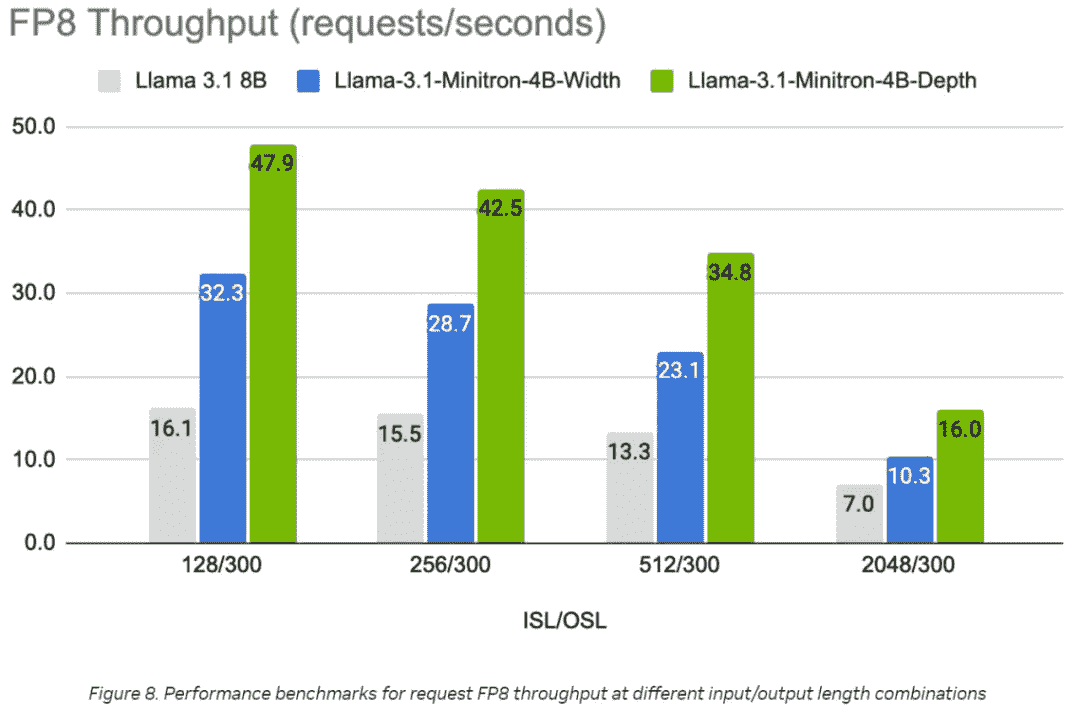 FP8 Throughput (requests/seconds)
Llama 3.1 8B Llama-3.1-Minitron-4B-Width Llama-3.1-Minitron-4B-Depth
50.0
40.0
30.0
20.0
10.0
0.0
16.1 32.3 47.9
15.5 28.7 42.5
13.3 23.1 34.8
7.0 10.3 16.0
128/300 256/300 512/300 2048/300
ISL/OSL
Figure 8. Performance benchmarks for request FP8 throughput at different input/output length combinations